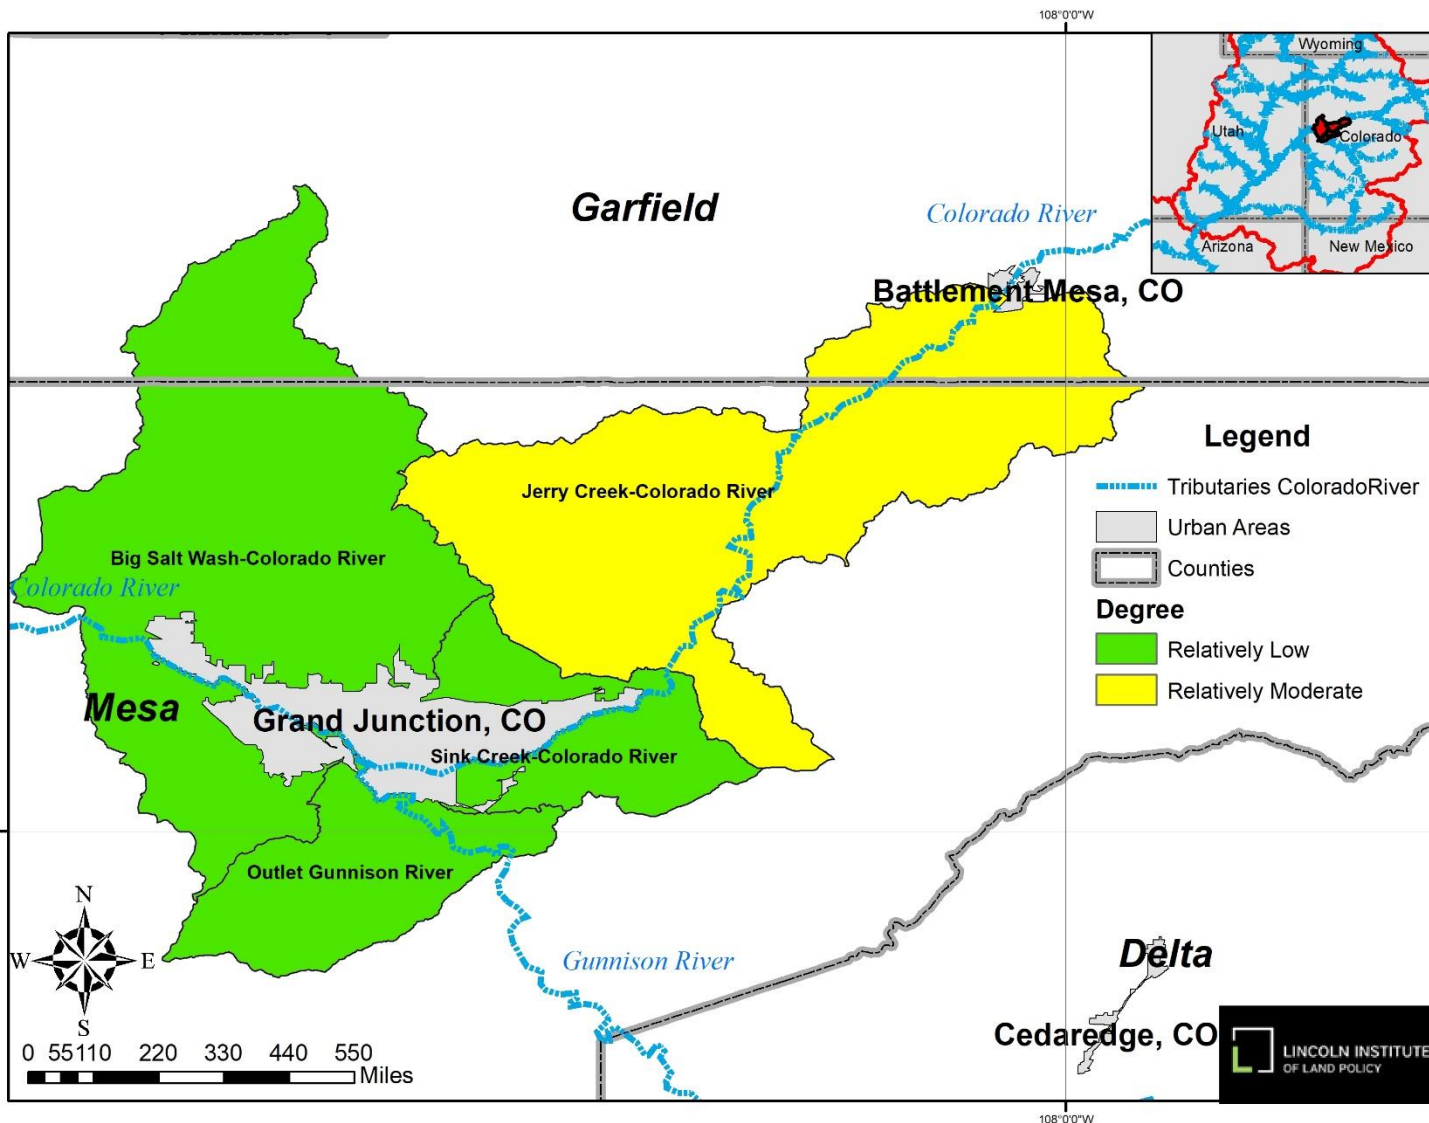 108°0'0"W
Wyoming
Utah
Colorado
Arizona
New Mexico
Garfield
Colorado River
Battlement Mesa, CO
Legend
Tributaries ColoradoRiver
Urban Areas
Counties
Degree
Relatively Low
Relatively Moderate
Jerry Creek-Colorado River
Big Salt Wash-Colorado River
Colorado River
Mesa
Grand Junction, CO
Sink Creek-Colorado River
Outlet Gunnison River
Gunnison River
Delta
Cedaredge, CO
N
W E
S
0 55 110 220 330 440 550
Miles
LINCOLN INSTITUTE
OF LAND POLICY
108°0'0"W